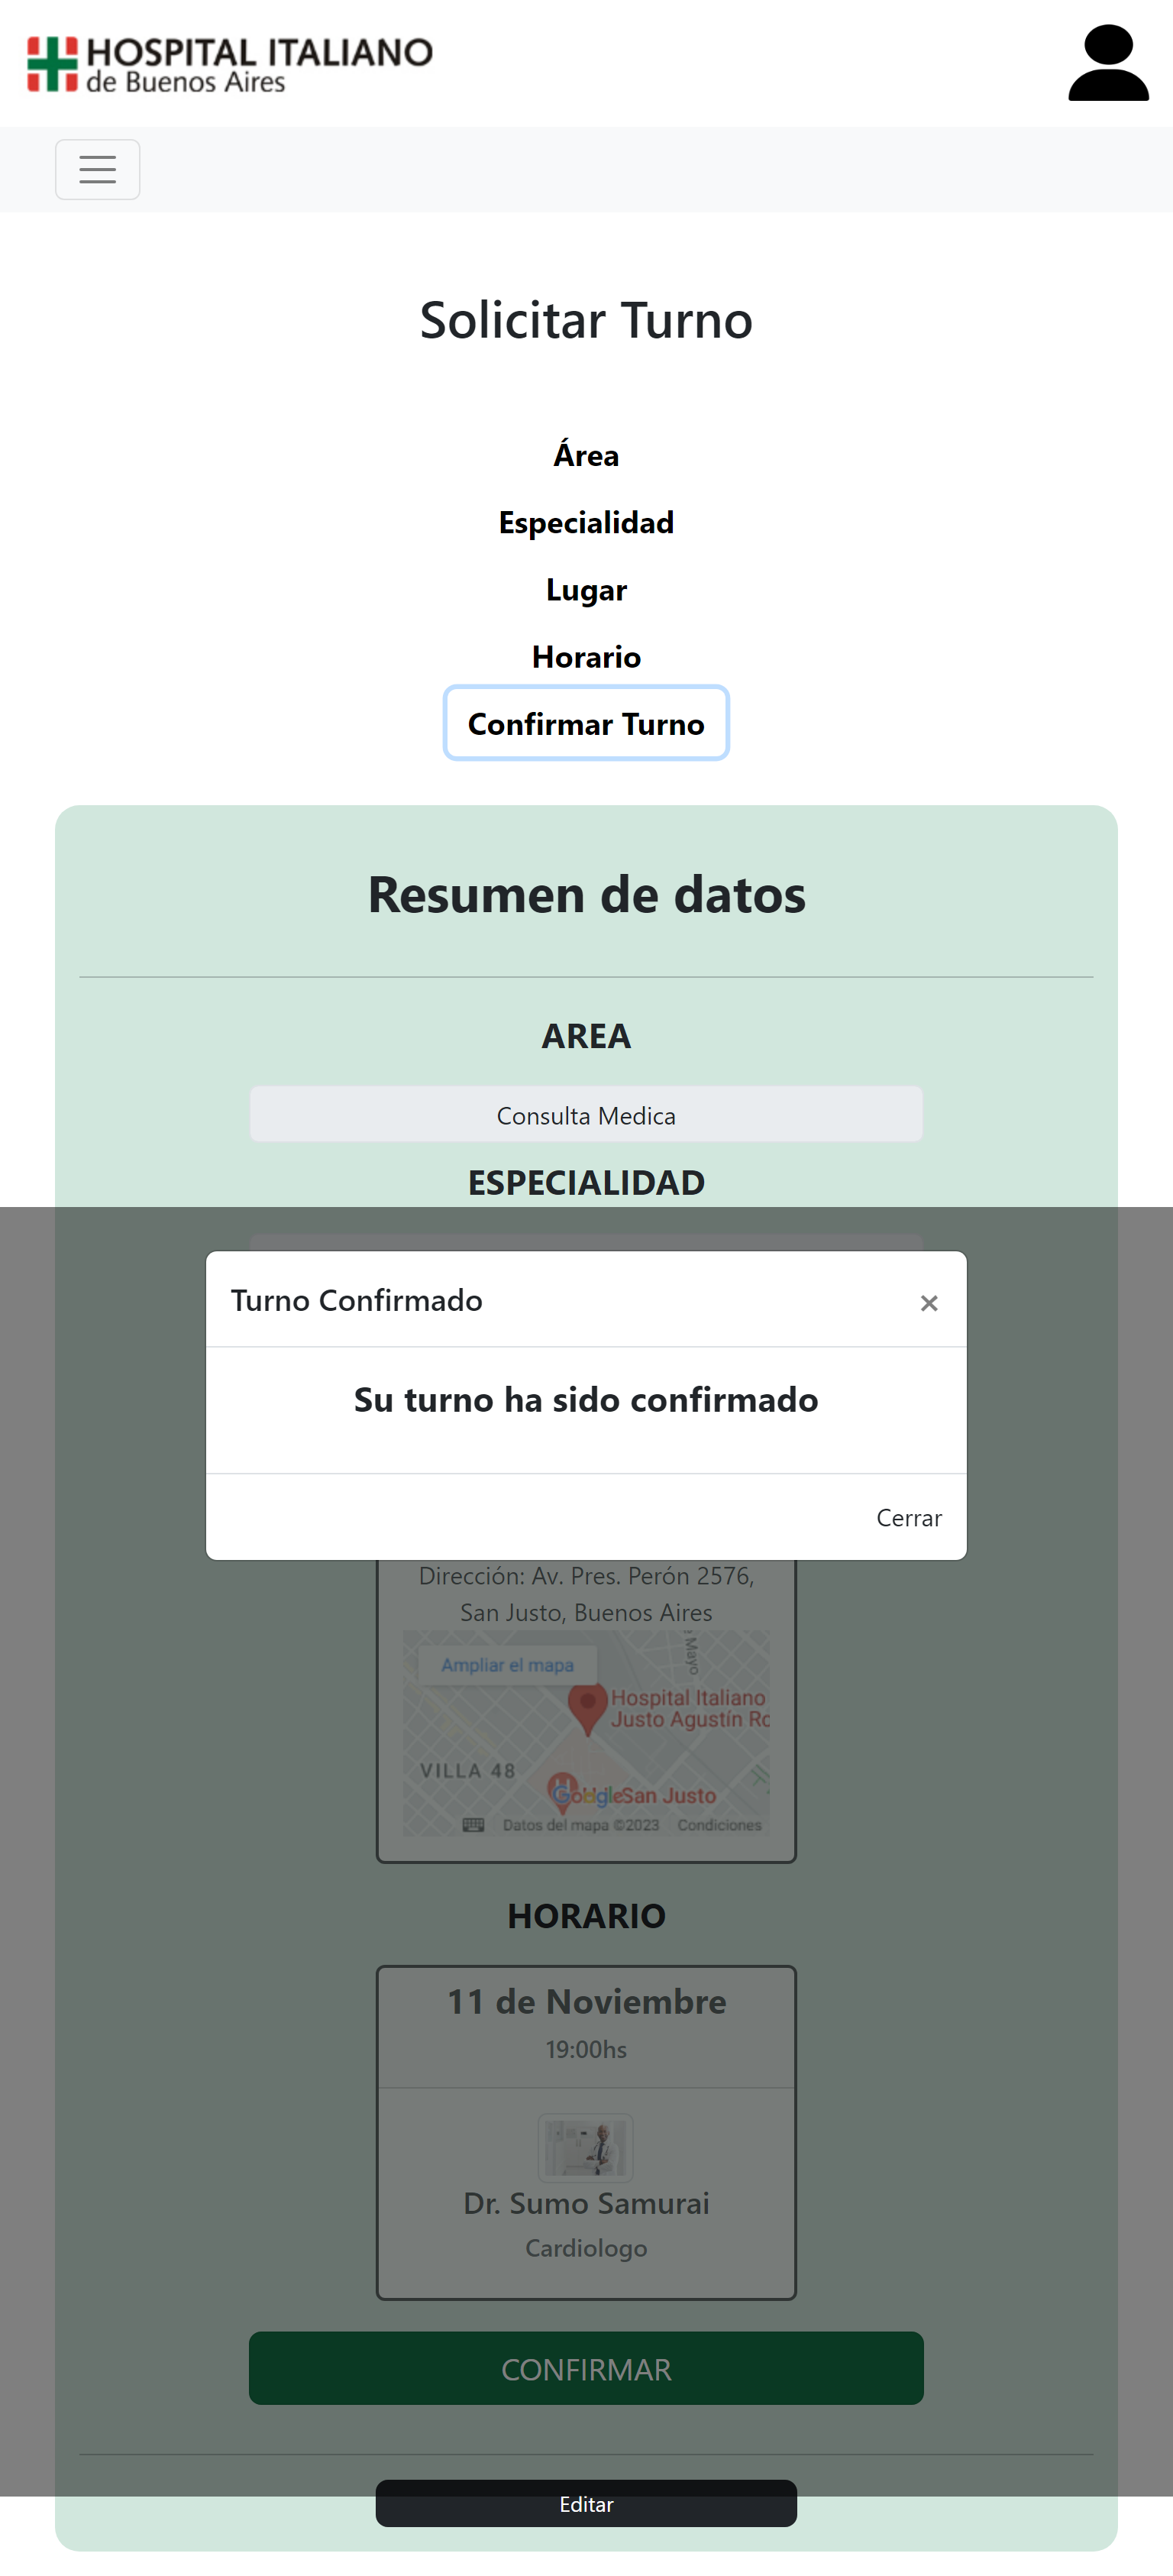 HOSPITAL ITALIANO
de Buenos Aires
Solicitar Turno
Área
Especialidad
Lugar
Horario
Confirmar Turno
Resumen de datos
AREA
Consulta Medica
ESPECIALIDAD
Turno Confirmado ×
Su turno ha sido confirmado
Cerrar
Dirección: Av. Pres. Perón 2576,
San Justo, Buenos Aires
Ampliar el mapa
Mayo
Hospital Italiano
Justo Agustín
VILLA 48
Google San Justo
Datos del mapa ©2023 Condiciones
HORARIO
11 de Noviembre
19:00hs
Dr. Sumo Samurai
Cardiologo
CONFIRMAR
Editar